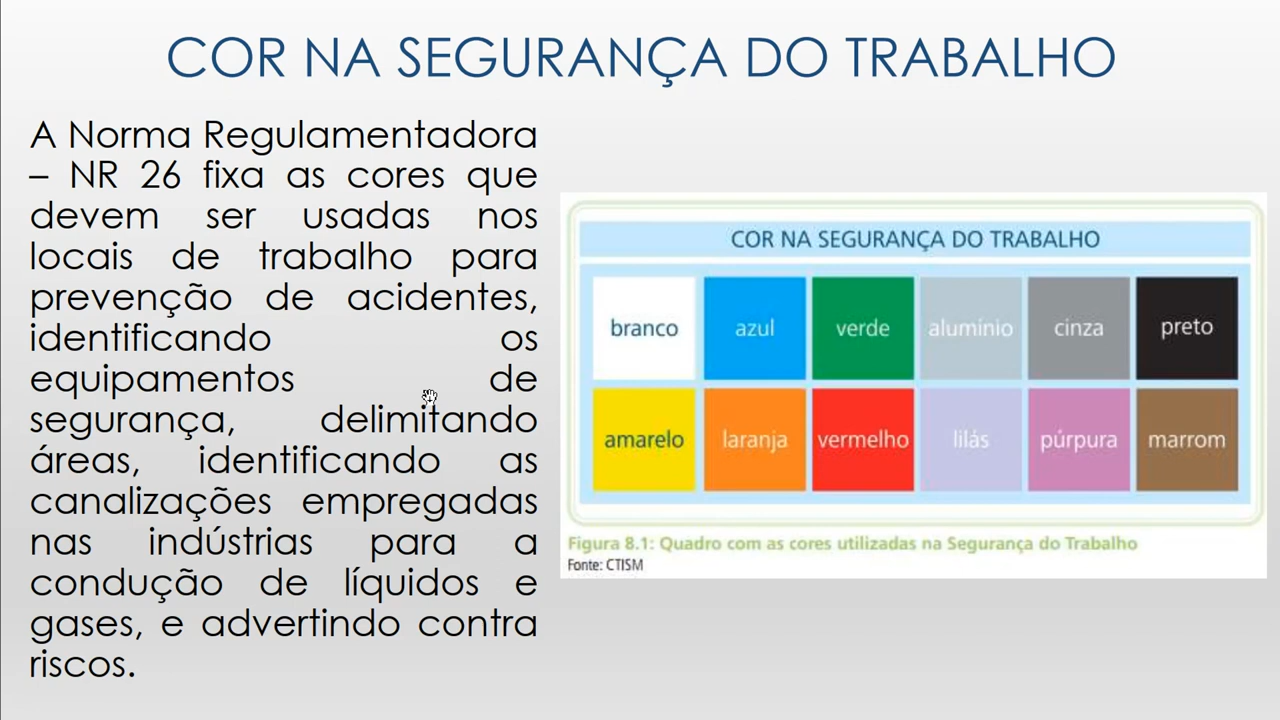 COR NA SEGURANÇA DO TRABALHO
A Norma Regulamentadora
– NR 26 fixa as cores que
devem ser usadas nos
locais de trabalho para
prevenção de acidentes,
identificando os
equipamentos de
segurança, delimitando
áreas, identificando as
canalizações empregadas
nas indústrias para a
condução de líquidos e
gases, e advertindo contra
riscos.
COR NA SEGURANÇA DO TRABALHO
branco azul verde alumínio cinza preto
amarelo laranja vermelho lilás púrpura marrom
Figura 8.1: Quadro com as cores utilizadas na Segurança do Trabalho
Fonte: CTISM